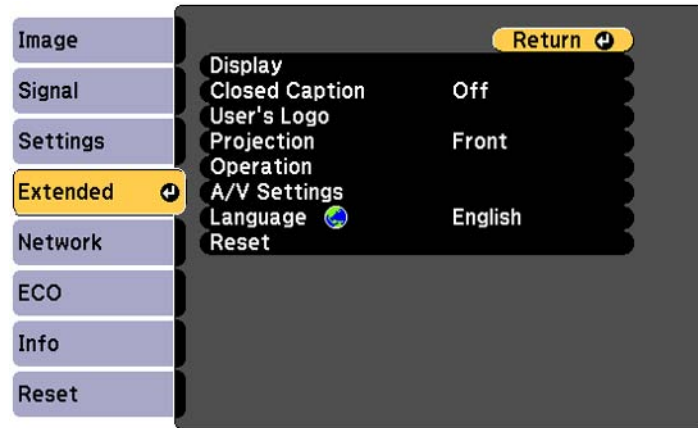 Image
Signal
Settings
Extended
Network
ECO
Info
Reset
Return
Display
Closed Caption Off
User's Logo
Projection Front
Operation
A/V Settings
Language English
Reset